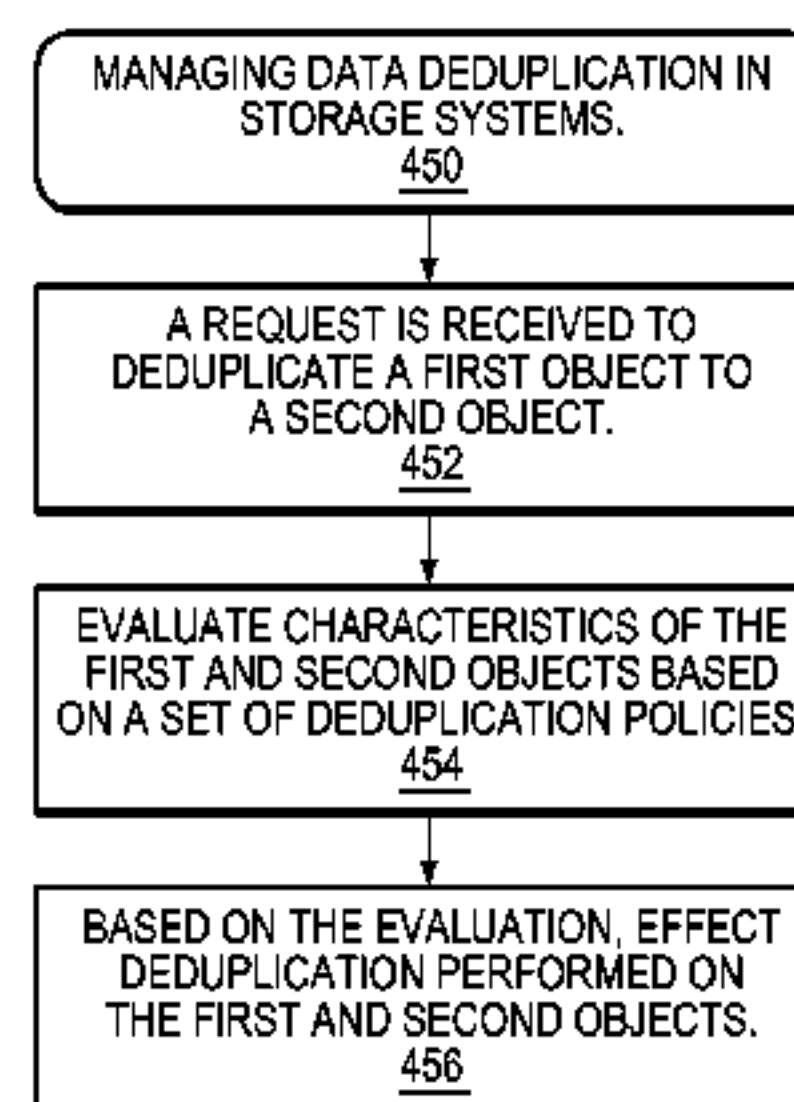 MANAGING DATA DEDUPLICATION IN
STORAGE SYSTEMS.
450
A REQUEST IS RECEIVED TO
DEDUPLICATE A FIRST OBJECT TO
A SECOND OBJECT.
452
EVALUATE CHARACTERISTICS OF THE
FIRST AND SECOND OBJECTS BASED
ON A SET OF DEDUPLICATION POLICIES
454
BASED ON THE EVALUATION, EFFECT
DEDUPLICATION PERFORMED ON
THE FIRST AND SECOND OBJECTS.
456